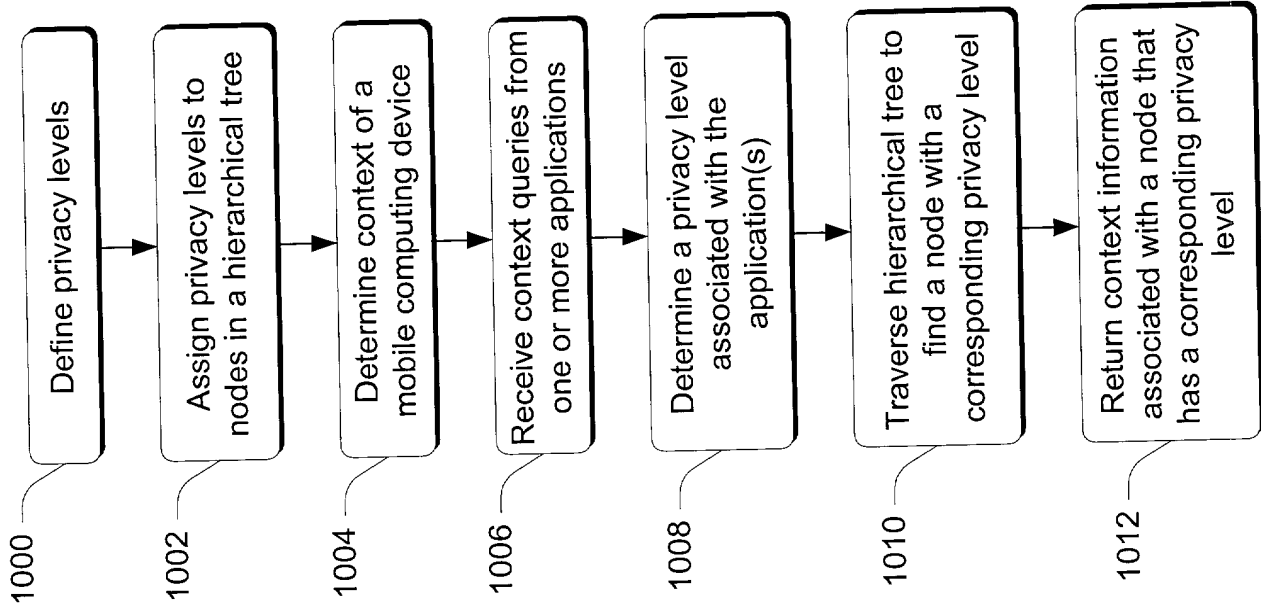 1000
Define privacy levels
1002
Assign privacy levels to
nodes in a hierarchical tree
1004
Determine context of a
mobile computing device
1006
Receive context queries from
one or more applications
1008
Determine a privacy level
associated with the
application(s)
1010
Traverse hierarchical tree to
find a node with a
corresponding privacy level
1012
Return context information
associated with a node that
has a corresponding privacy
level